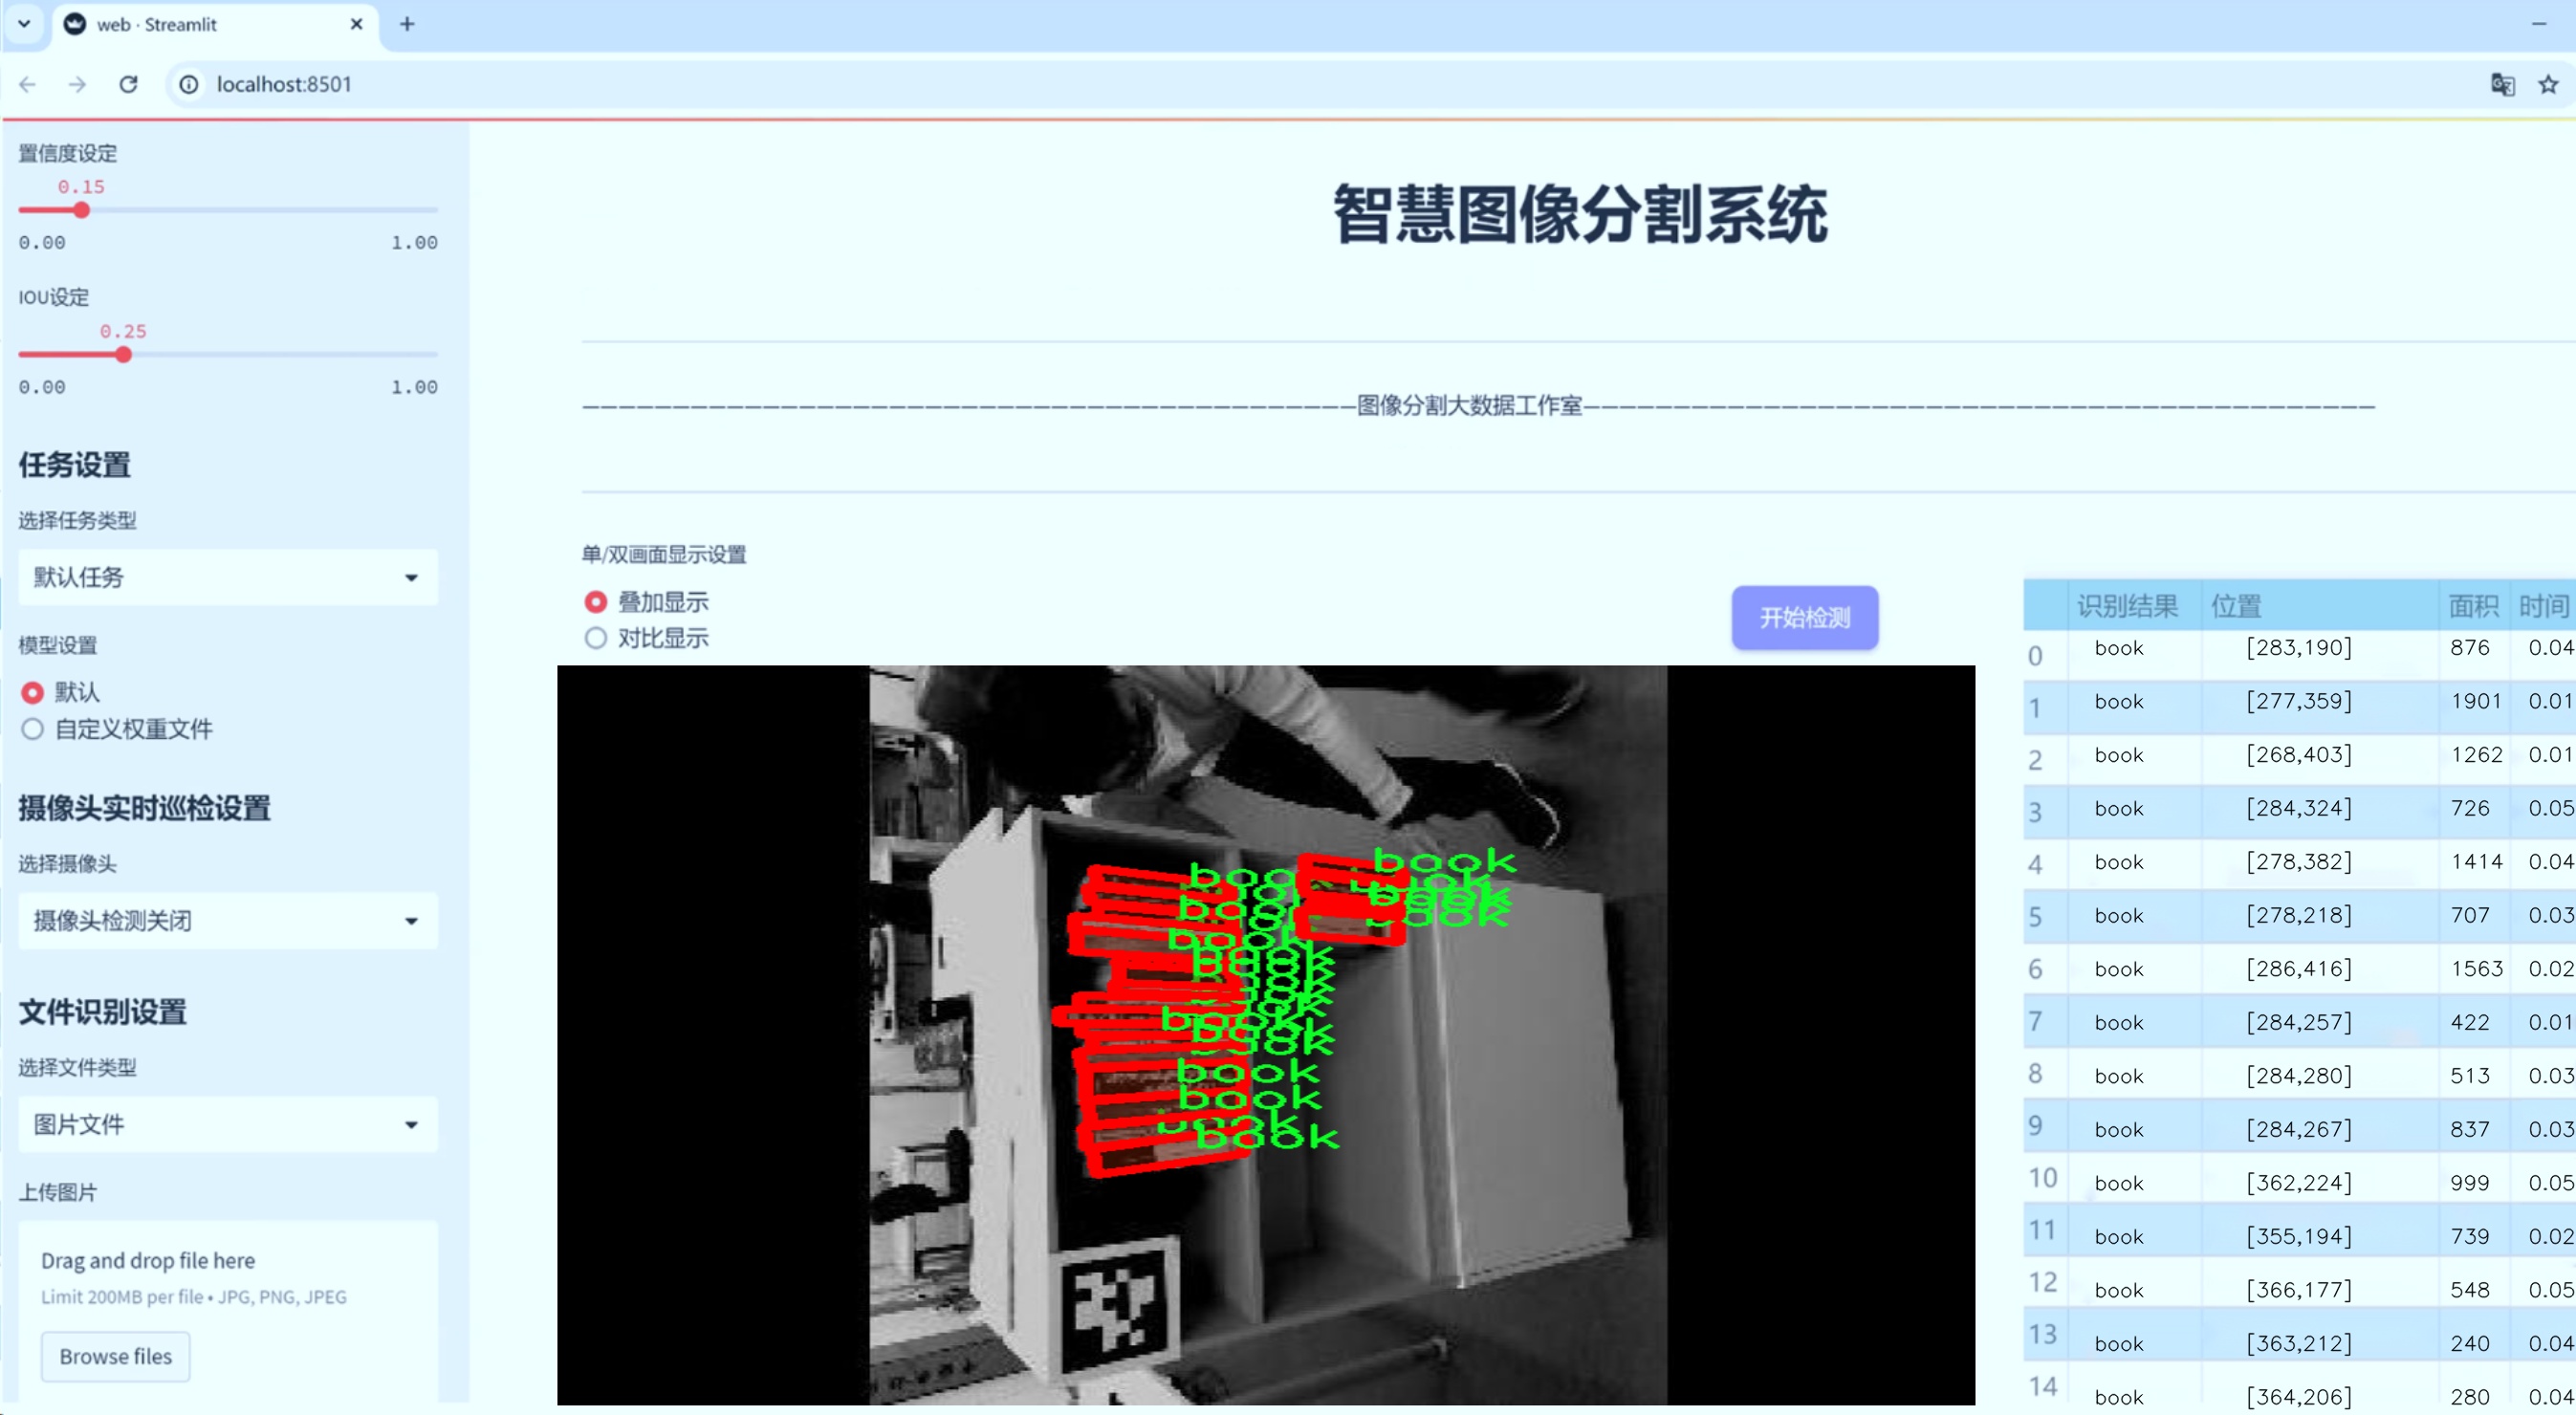 web · Streamlit
localhost:8501
置信度设定
0.15
0.00 1.00
IOU设定
0.25
0.00 1.00
任务设置
选择任务类型
默认任务
模型设置
默认
自定义权重文件
摄像头实时巡检设置
选择摄像头
摄像头检测关闭
文件识别设置
选择文件类型
图片文件
上传图片
Drag and drop file here
Limit 200MB per file • JPG, PNG, JPEG
Browse files
智慧图像分割系统
图像分割大数据工作室
单/双画面显示设置
叠加显示
对比显示
开始检测
book
book
book
book
book
识别结果 位置 面积 时间
0 book [283,190] 876 0.04
1 book [277,359] 1901 0.01
2 book [268,403] 1262 0.01
3 book [284,324] 726 0.05
4 book [278,382] 1414 0.04
5 book [278,218] 707 0.03
6 book [286,416] 1563 0.02
7 book [284,257] 422 0.01
8 book [284,280] 513 0.03
9 book [284,267] 837 0.03
10 book [362,224] 999 0.05
11 book [355,194] 739 0.02
12 book [366,177] 548 0.05
13 book [363,212] 240 0.04
14 book [364,206] 280 0.04